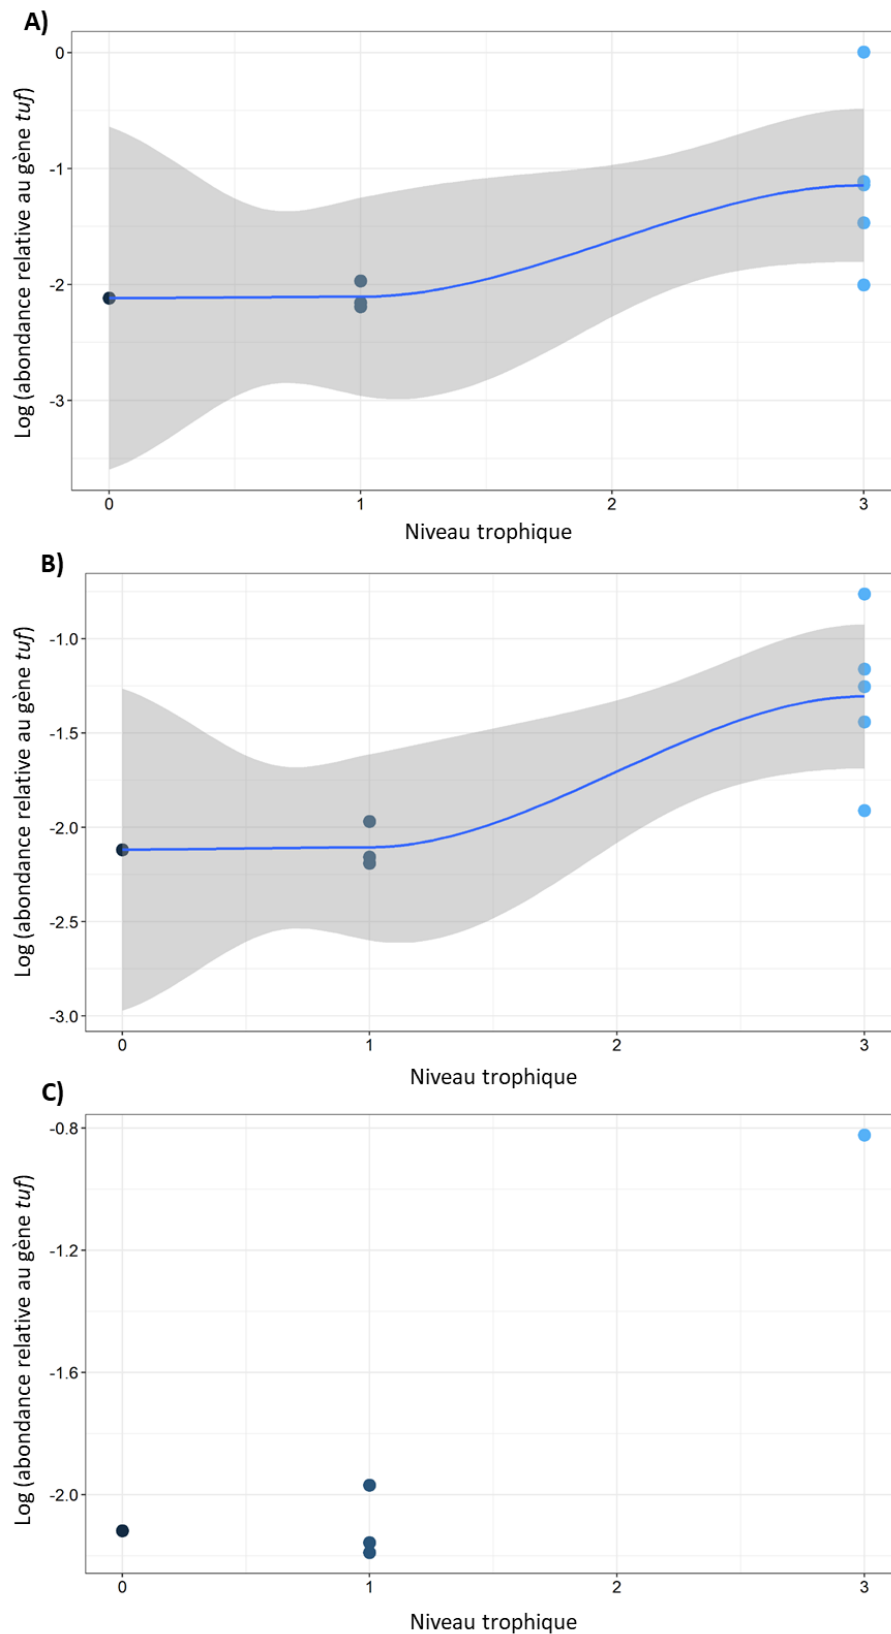 A)
0
-1
-2
-3
Log (abondance relative au gène tuf)
0 1 2 3
Niveau trophique
B)
-1.0
-1.5
-2.0
-2.5
-3.0
Log (abondance relative au gène tuf)
0 1 2 3
Niveau trophique
C)
-0.8
-1.2
-1.6
-2.0
Log (abondance relative au gène tuf)
0 1 2 3
Niveau trophique